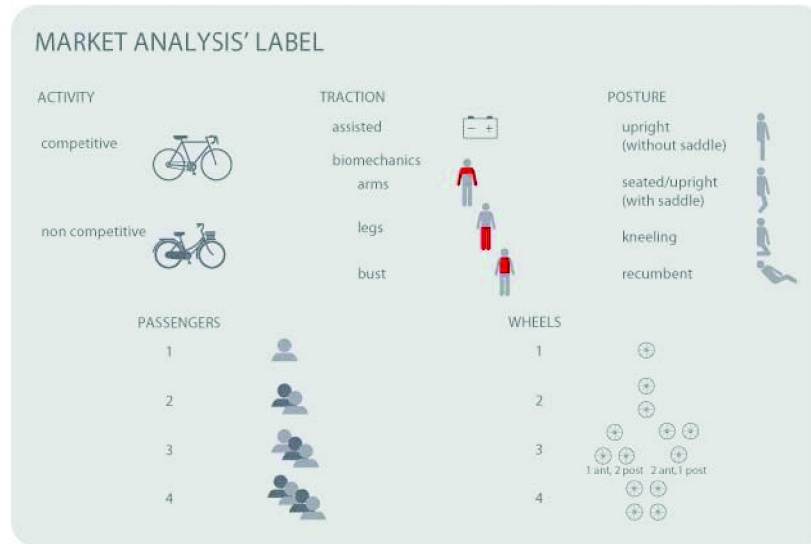 MARKET ANALYSIS' LABEL
ACTIVITY
competitive
non competitive
TRACTION
assisted
biomechanics
arms
legs
bust
POSTURE
upright
(without saddle)
seated/upright
(with saddle)
kneeling
recumbent
PASSENGERS
1
2
3
4
WHEELS
1
2
3
1 ant, 2 post 2 ant, 1 post
4